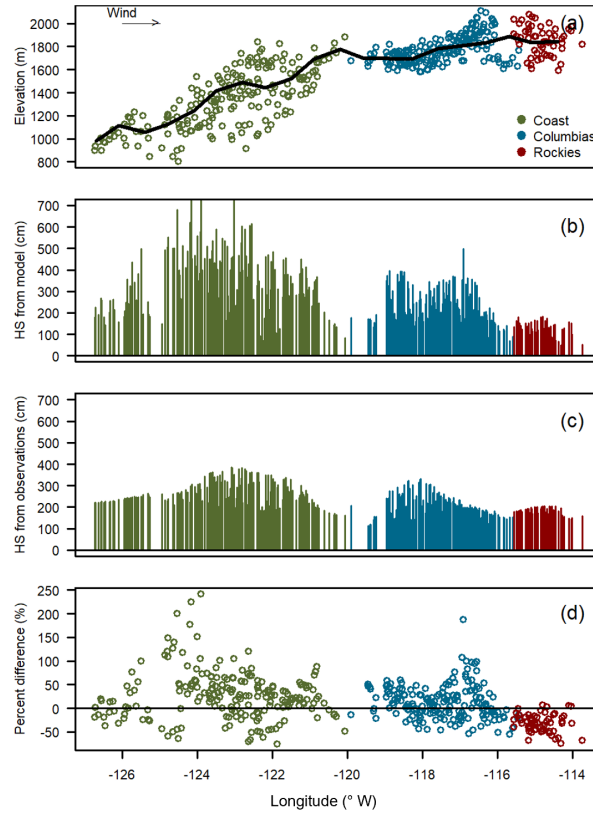 Wind
(a)
Elevation (m)
2000
1800
1600
1400
1200
1000
800
Coast
Columbias
Rockies
(b)
HS from model (cm)
700
600
500
400
300
200
100
0
(c)
HS from observations (cm)
700
600
500
400
300
200
100
0
(d)
Percent difference (%)
250
200
150
100
50
0
-50
-126
-124
-122
-120
-118
-116
-114
Longitude (° W)